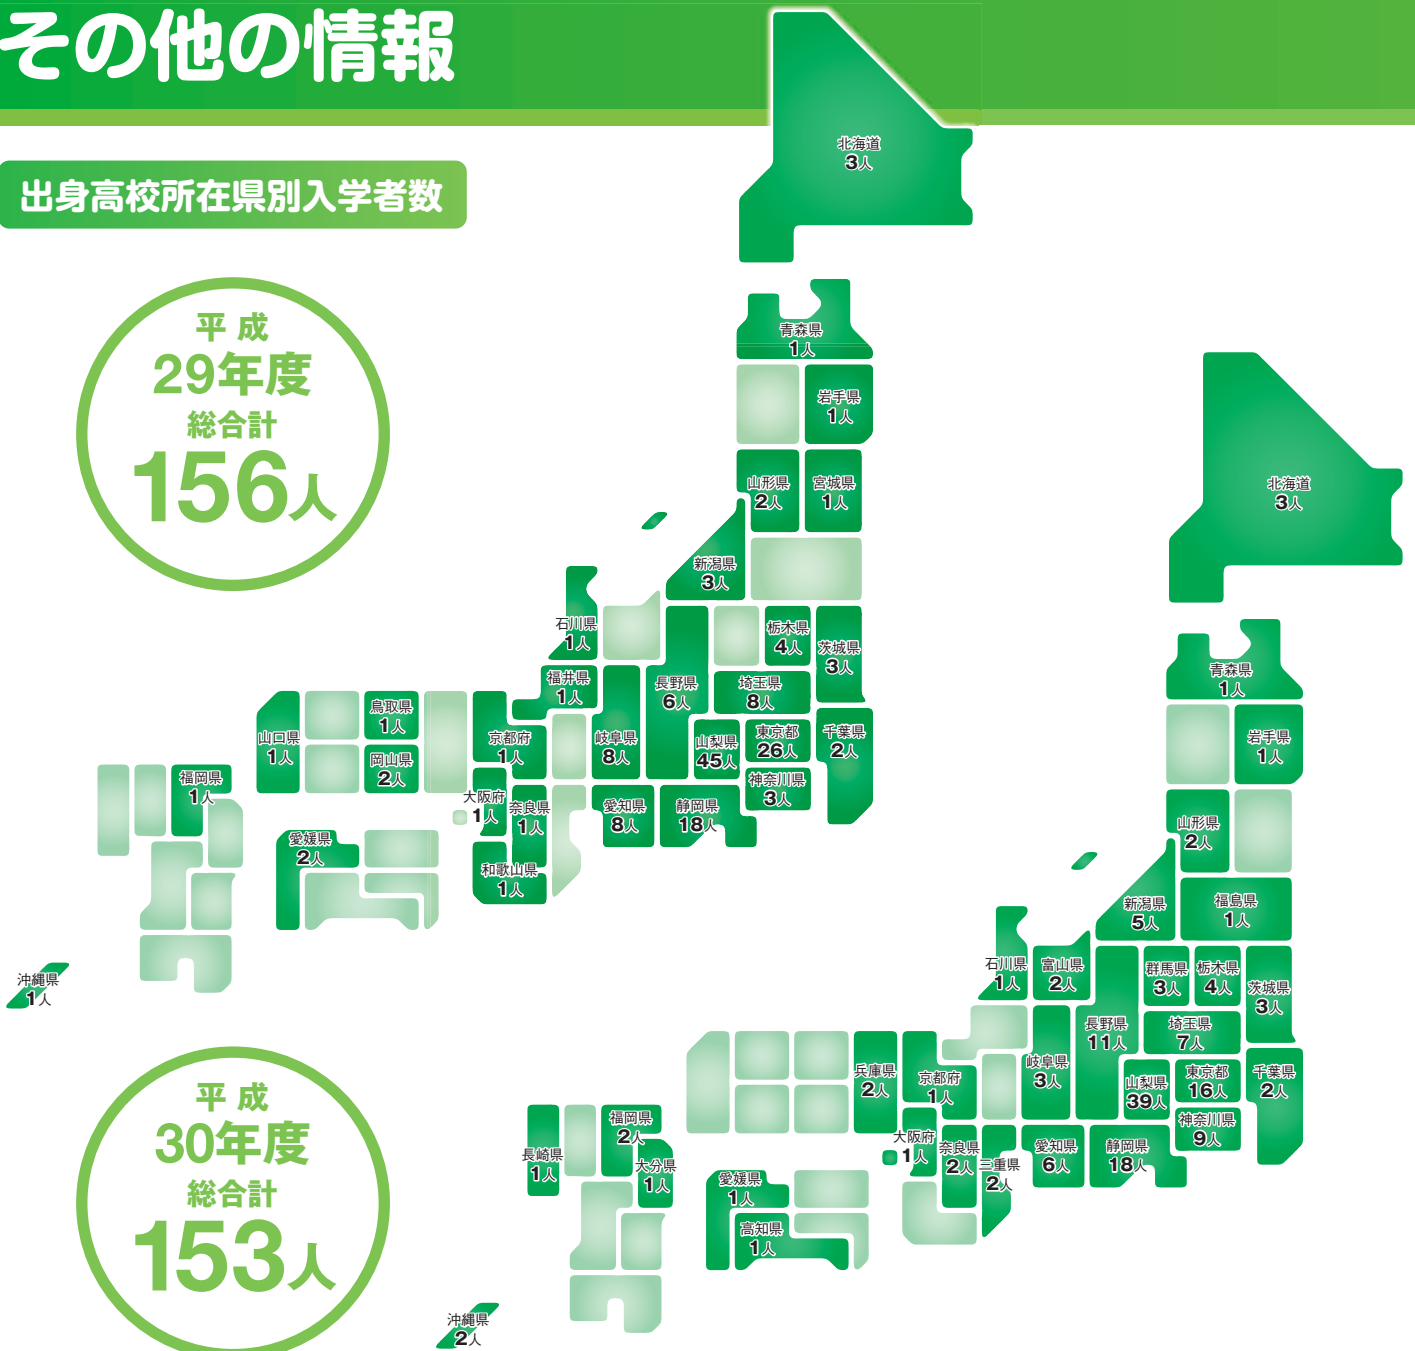 その他の情報
出身高校所在県別入学者数
平成
29年度
総合計
156人
北海道
3人
青森県
1人
岩手県
1人
山形県
2人
宮城県
1人
新潟県
3人
石川県
1人
栃木県
4人
茨城県
3人
福井県
1人
長野県
6人
埼玉県
8人
鳥取県
1人
山口県
1人
京都府
1人
岐阜県
8人
山梨県
45人
東京都
26人
千葉県
2人
岡山県
2人
福岡県
1人
神奈川県
3人
大阪府
1人
奈良県
1人
愛知県
8人
静岡県
18人
愛媛県
2人
和歌山県
1人
沖縄県
1人
平成
30年度
総合計
153人
北海道
3人
青森県
1人
岩手県
1人
山形県
2人
新潟県
5人
福島県
1人
石川県
1人
富山県
2人
群馬県
3人
栃木県
4人
茨城県
3人
長野県
11人
埼玉県
7人
兵庫県
2人
京都府
1人
岐阜県
3人
山梨県
39人
東京都
16人
千葉県
2人
神奈川県
9人
福岡県
2人
長崎県
1人
大分県
1人
大阪府
1人
奈良県
2人
三重県
2人
愛知県
6人
静岡県
18人
愛媛県
1人
高知県
1人
沖縄県
2人